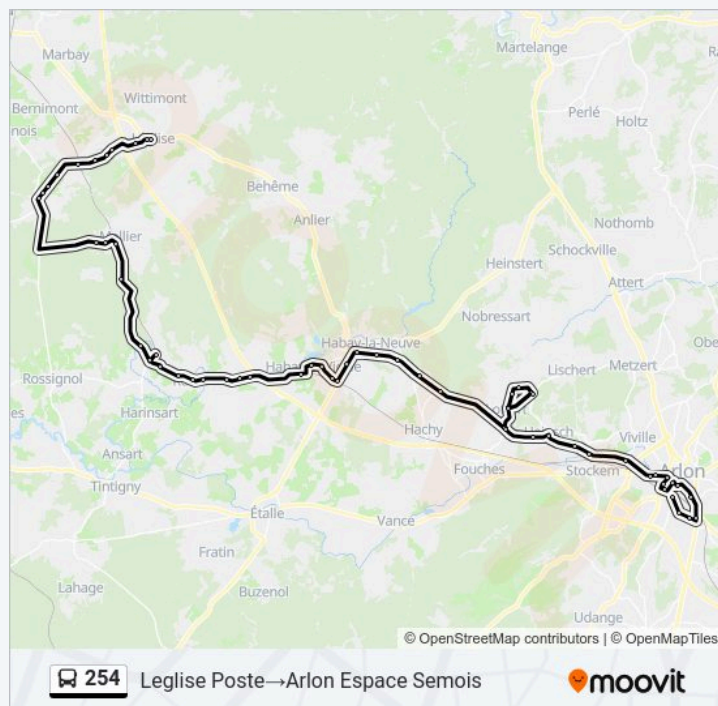 Marbay
Martelange
Wittimont
Bernimont
Perlé
Holtz
Behême
Anlier
Nothomb
Schockville
Heinstert
Attert
Nobressart
Habay-la-Neuve
Lischert
Metzert
Rossignol
Harinsart
Hachy
Viville
Ansart
Fouches
Stockem
Arlon
Tintigny
Étalle
Vance
Fratin
Buzenol
Lahage
Udange
© OpenStreetMap contributors | © OpenMapTiles
254 Leglise Poste→Arlon Espace Semois
moovit